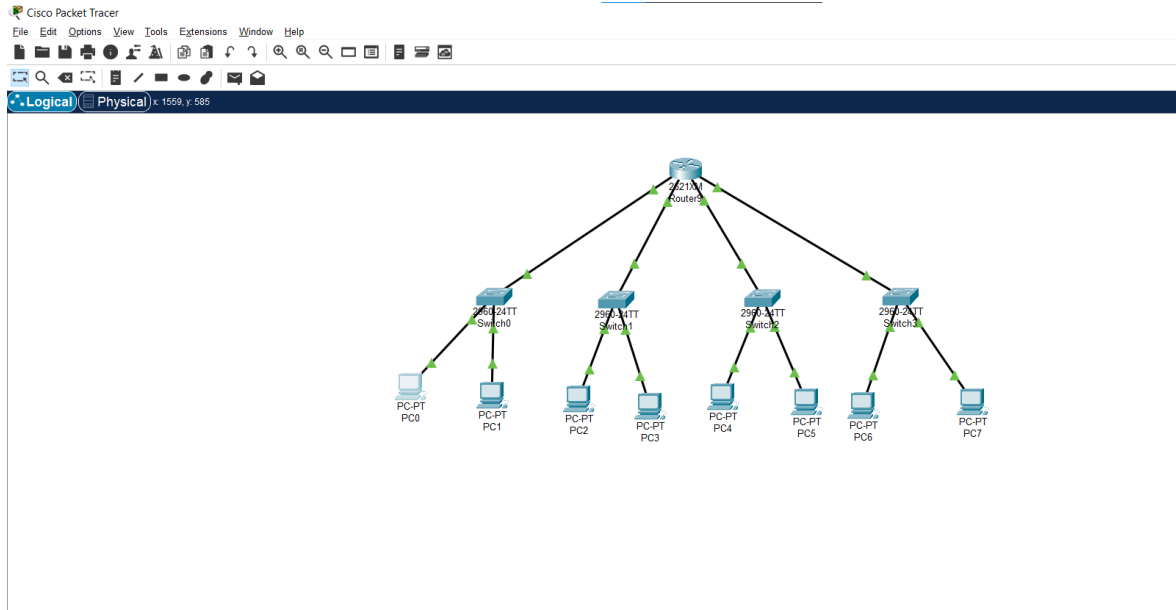 Cisco Packet Tracer
File Edit Options View Tools Extensions Window Help
Logical Physical x: 1559, y: 585
2621XM
Router9
2960-24TT
Switch0
2960-24TT
Switch1
2960-24TT
Switch2
2960-24TT
Switch3
PC-PT
PC0
PC-PT
PC1
PC-PT
PC2
PC-PT
PC3
PC-PT
PC4
PC-PT
PC5
PC-PT
PC6
PC-PT
PC7